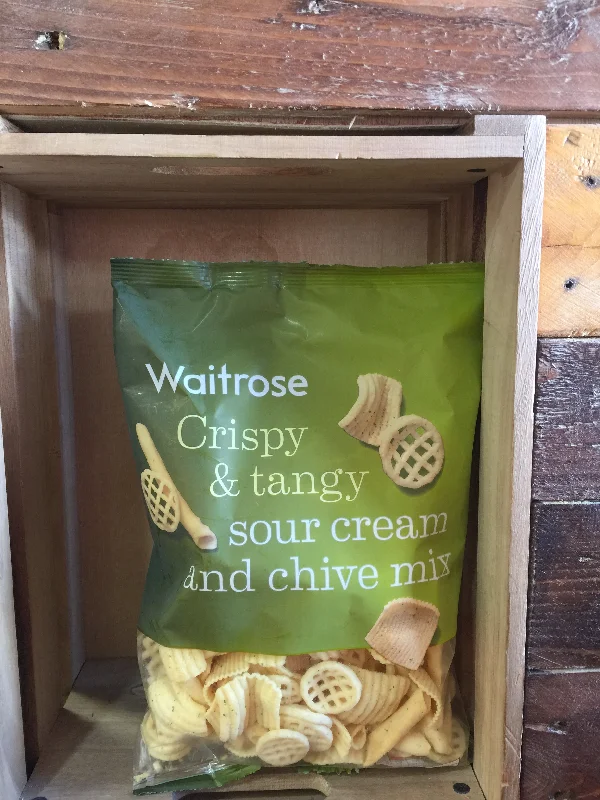 Waitrose
Crispy
& tangy
sour cream
and chive mix